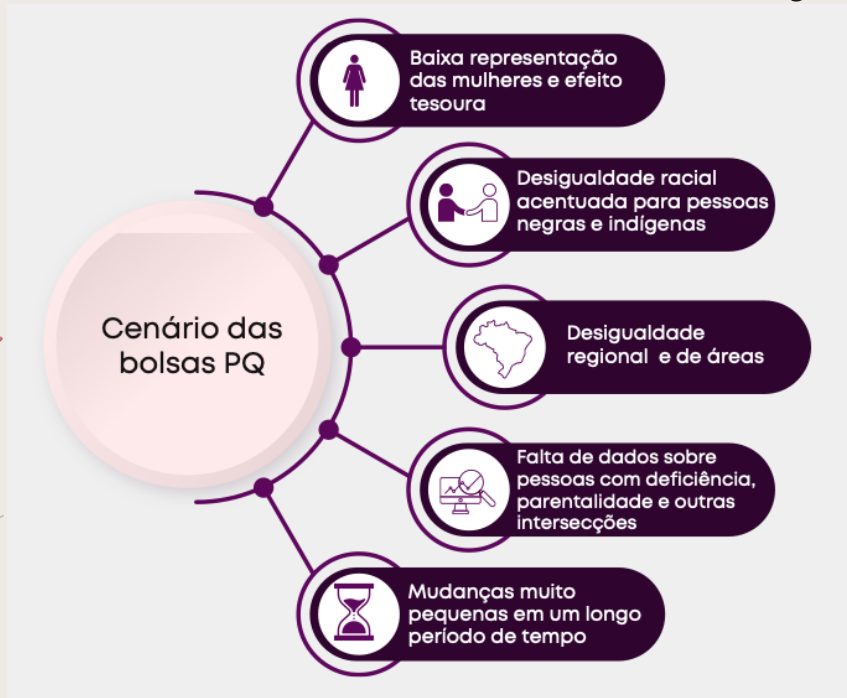 Baixa representação
das mulheres e efeito
tesoura
Desigualdade racial
acentuada para pessoas
negras e indígenas
Cenário das
bolsas PQ
Desigualdade
regional e de áreas
Falta de dados sobre
pessoas com deficiência,
parentalidade e outras
intersecções
Mudanças muito
pequenas em um longo
período de tempo